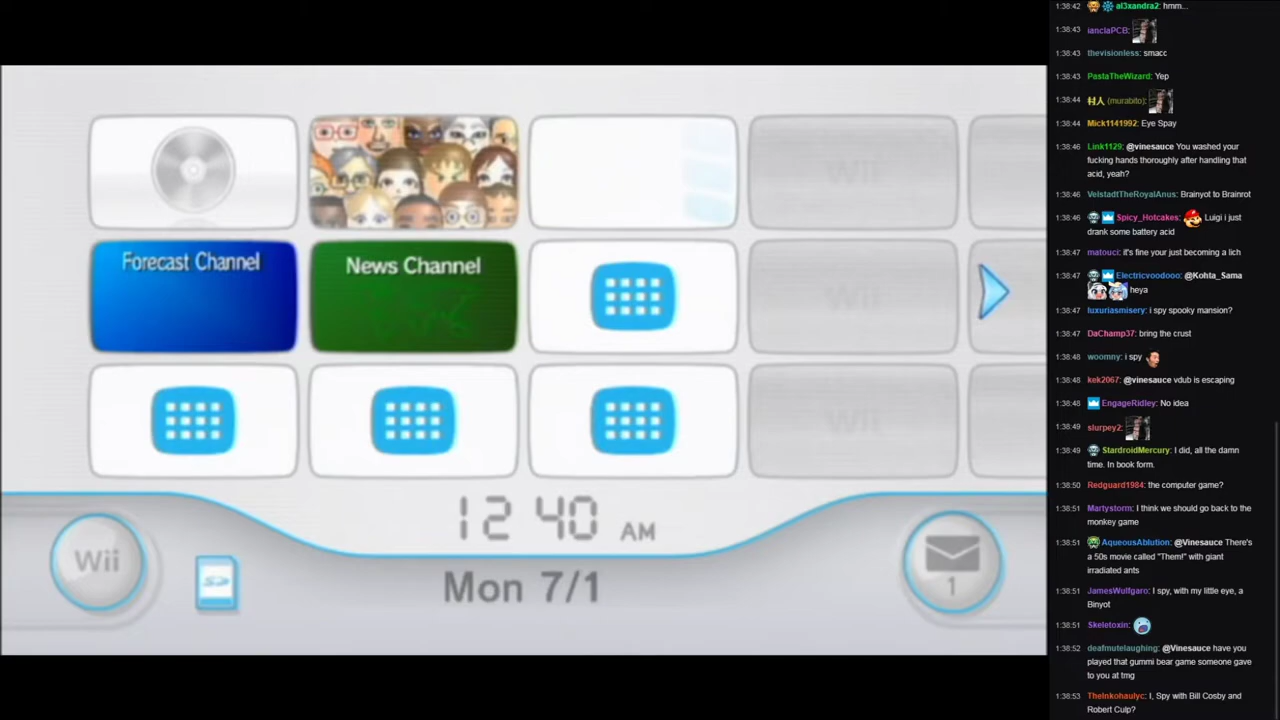 Forecast Channel
News Channel
Wii
12:40 AM
Mon 7/1
Wii
SD
1
1:38:42 al3xandra2: hmm...
1:38:43 ianclaPCB:
1:38:43 thevisionless: smacc
1:38:43 PastaTheWizard: Yep
1:38:44 村人 (murabito):
1:38:44 Mick1141992: Eye Spay
1:38:46 Link1129: @vinesauce You washed your
fucking hands thoroughly after handling that
acid, yeah?
1:38:46 VelstadtTheRoyalAnus: Brainyot to Brainrot
1:38:46 Spicy_Hotcakes: Luigi i just
drank some battery acid
1:38:47 matouci: it's fine your just becoming a lich
1:38:47 Electricvoodooo: @Kohta_Sama
heya
1:38:47 luxuriasmisery: i spy spooky mansion?
1:38:47 DaChamp37: bring the crust
1:38:48 woomny: i spy
1:38:48 kek2067: @vinesauce vdub is escaping
1:38:48 EngageRidley: No idea
1:38:49 slurpey2:
1:38:49 StardroidMercury: I did, all the damn
time. In book form.
1:38:50 Redguard1984: the computer game?
1:38:51 Martystorm: I think we should go back to the
monkey game
1:38:51 AqueousAblution: @Vinesauce There's
a 50s movie called "Them!" with giant
irradiated ants
1:38:51 JamesWulfgaro: I spy, with my little eye, a
Binyot
1:38:51 Skeletoxin:
1:38:52 deafmutelaughing: @Vinesauce have you
played that gummi bear game someone gave
to you at tmg
1:38:53 TheInkohaulyc: I, Spy with Bill Cosby and
Robert Culp?